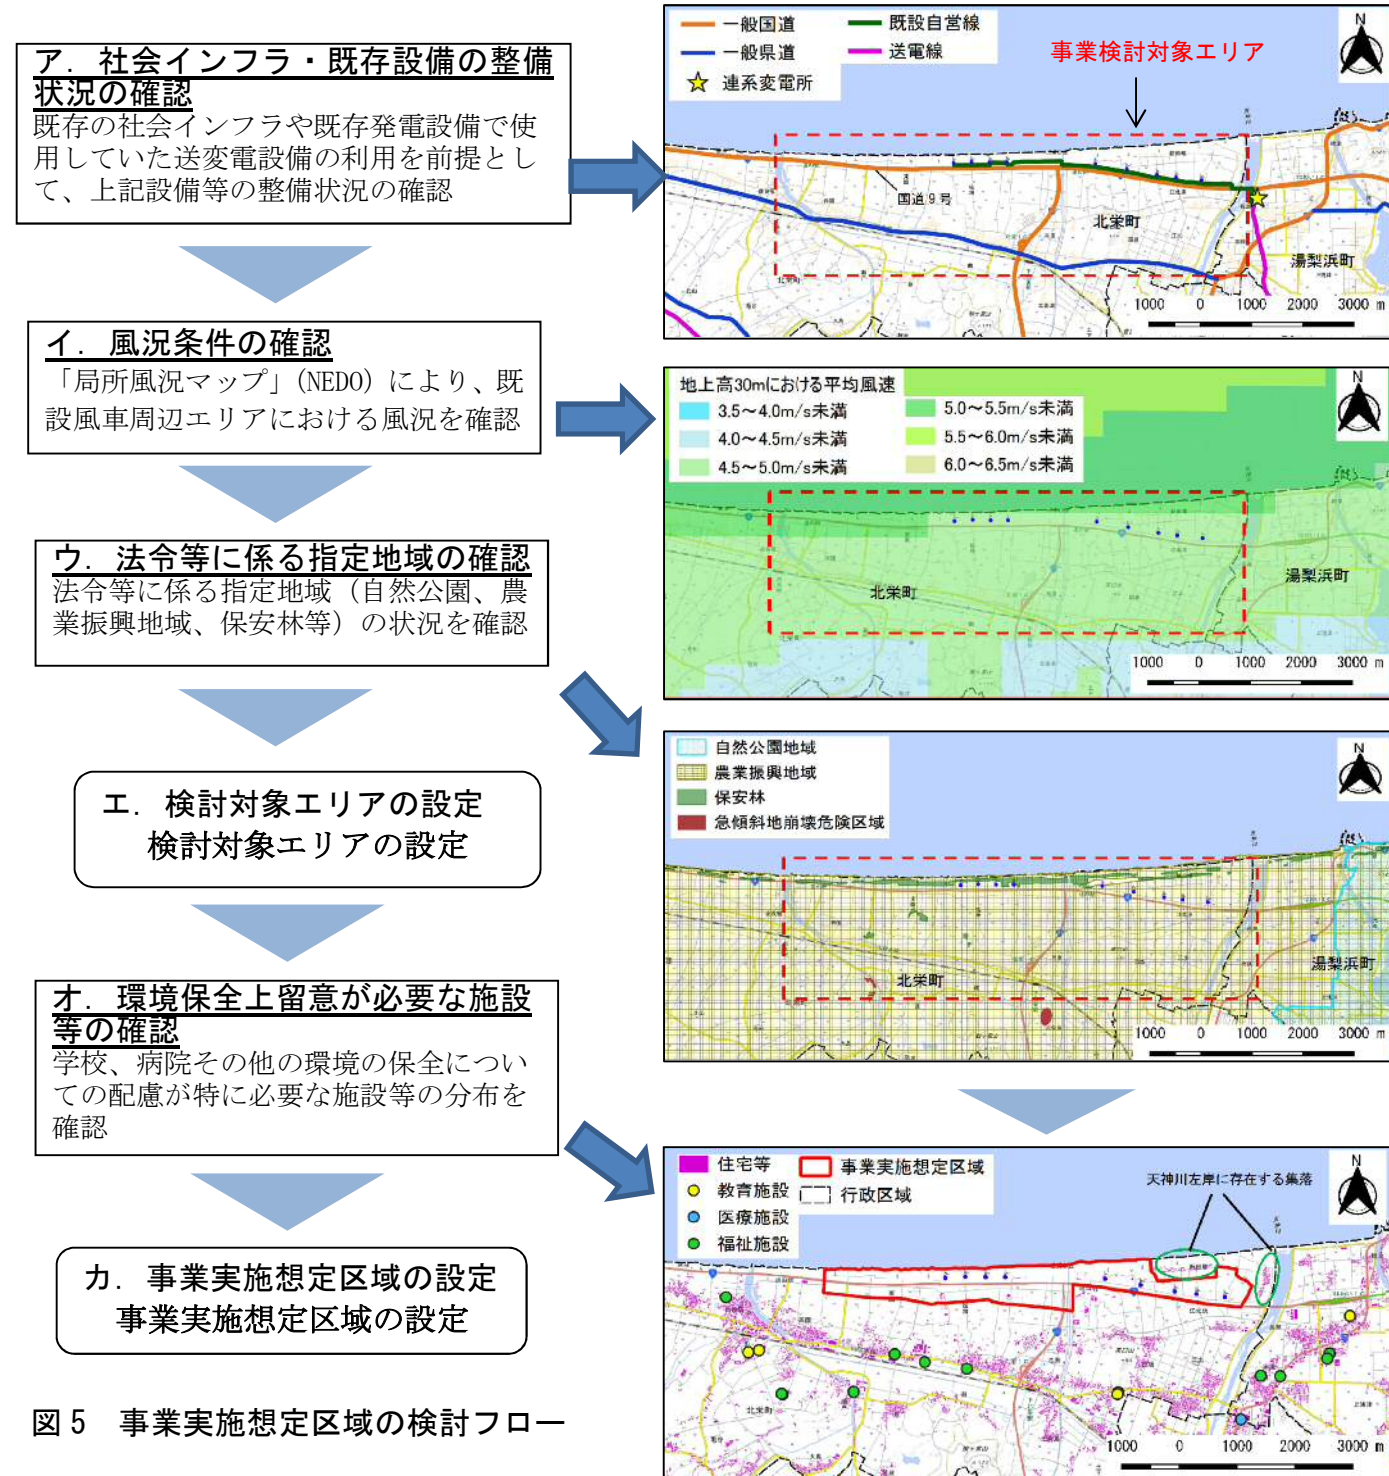 ア．社会インフラ・既存設備の整備
状況の確認
既存の社会インフラや既存発電設備で使
用していた送変電設備の利用を前提とし
て、上記設備等の整備状況の確認
イ．風況条件の確認
「局所風況マップ」(NEDO) により、既
設風車周辺エリアにおける風況を確認
ウ．法令等に係る指定地域の確認
法令等に係る指定地域（自然公園、農
業振興地域、保安林等）の状況を確認
エ．検討対象エリアの設定
検討対象エリアの設定
オ．環境保全上留意が必要な施設
等の確認
学校、病院その他の環境の保全につい
ての配慮が特に必要な施設等の分布を
確認
カ．事業実施想定区域の設定
事業実施想定区域の設定
図５　事業実施想定区域の検討フロー
一般国道
既設自営線
一般県道
送電線
連系変電所
事業検討対象エリア
N
国道９号
北栄町
湯梨浜町
北栄町
1000 0 1000 2000 3000 m
地上高30mにおける平均風速
3.5～4.0m/s未満
5.0～5.5m/s未満
4.0～4.5m/s未満
5.5～6.0m/s未満
4.5～5.0m/s未満
6.0～6.5m/s未満
N
北栄町
湯梨浜町
1000 0 1000 2000 3000 m
自然公園地域
農業振興地域
保安林
急傾斜地崩壊危険区域
N
北栄町
湯梨浜町
1000 0 1000 2000 3000 m
住宅等
事業実施想定区域
教育施設
行政区域
医療施設
福祉施設
天神川左岸に存在する集落
N
北栄町
1000 0 1000 2000 3000 m